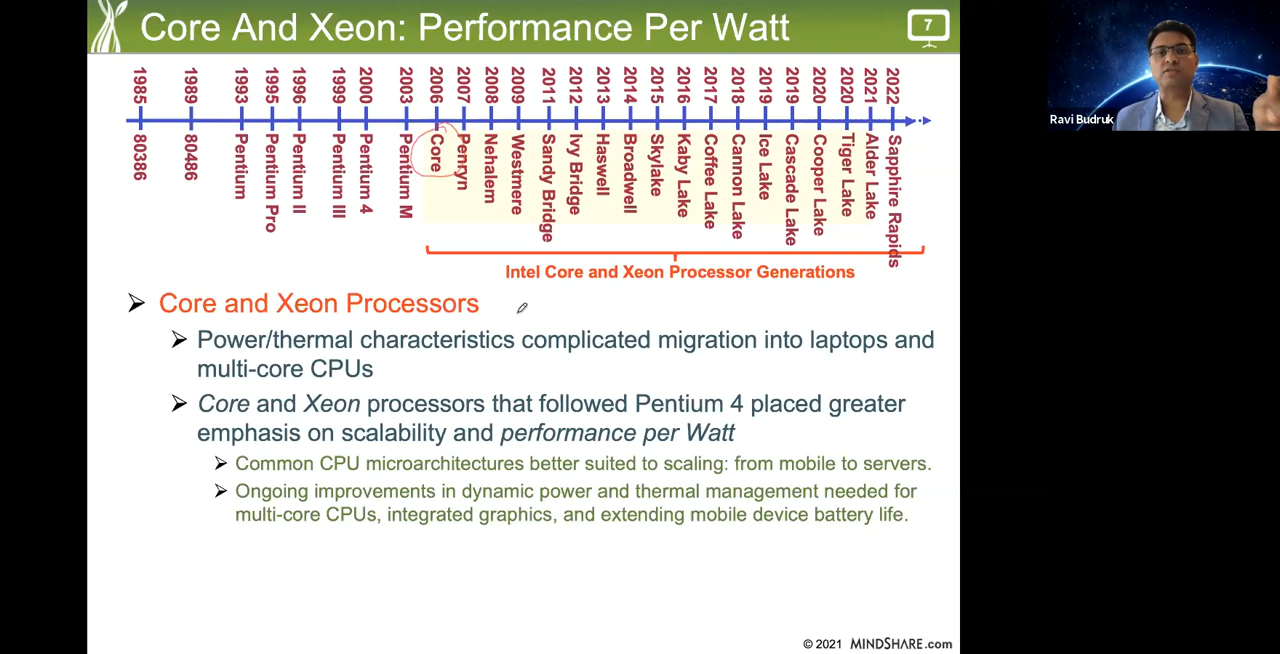 Core And Xeon: Performance Per Watt
7
Ravi Budruk
1985
1989
1993
1995
1996
1999
2000
2003
2006
2007
2008
2009
2011
2012
2013
2014
2015
2016
2017
2018
2019
2019
2020
2020
2021
2022
80386
80486
Pentium
Pentium Pro
Pentium II
Pentium III
Pentium 4
Pentium M
Core
Penryn
Nehalem
Westmere
Sandy Bridge
Ivy Bridge
Haswell
Broadwell
Skylake
Kaby Lake
Coffee Lake
Cannon Lake
Ice Lake
Cascade Lake
Cooper Lake
Tiger Lake
Alder Lake
Sapphire Rapids
Intel Core and Xeon Processor Generations
Core and Xeon Processors
Power/thermal characteristics complicated migration into laptops and
multi-core CPUs
Core and Xeon processors that followed Pentium 4 placed greater
emphasis on scalability and performance per Watt
Common CPU microarchitectures better suited to scaling: from mobile to servers.
Ongoing improvements in dynamic power and thermal management needed for
multi-core CPUs, integrated graphics, and extending mobile device battery life.
© 2021 MINDSHARE.com